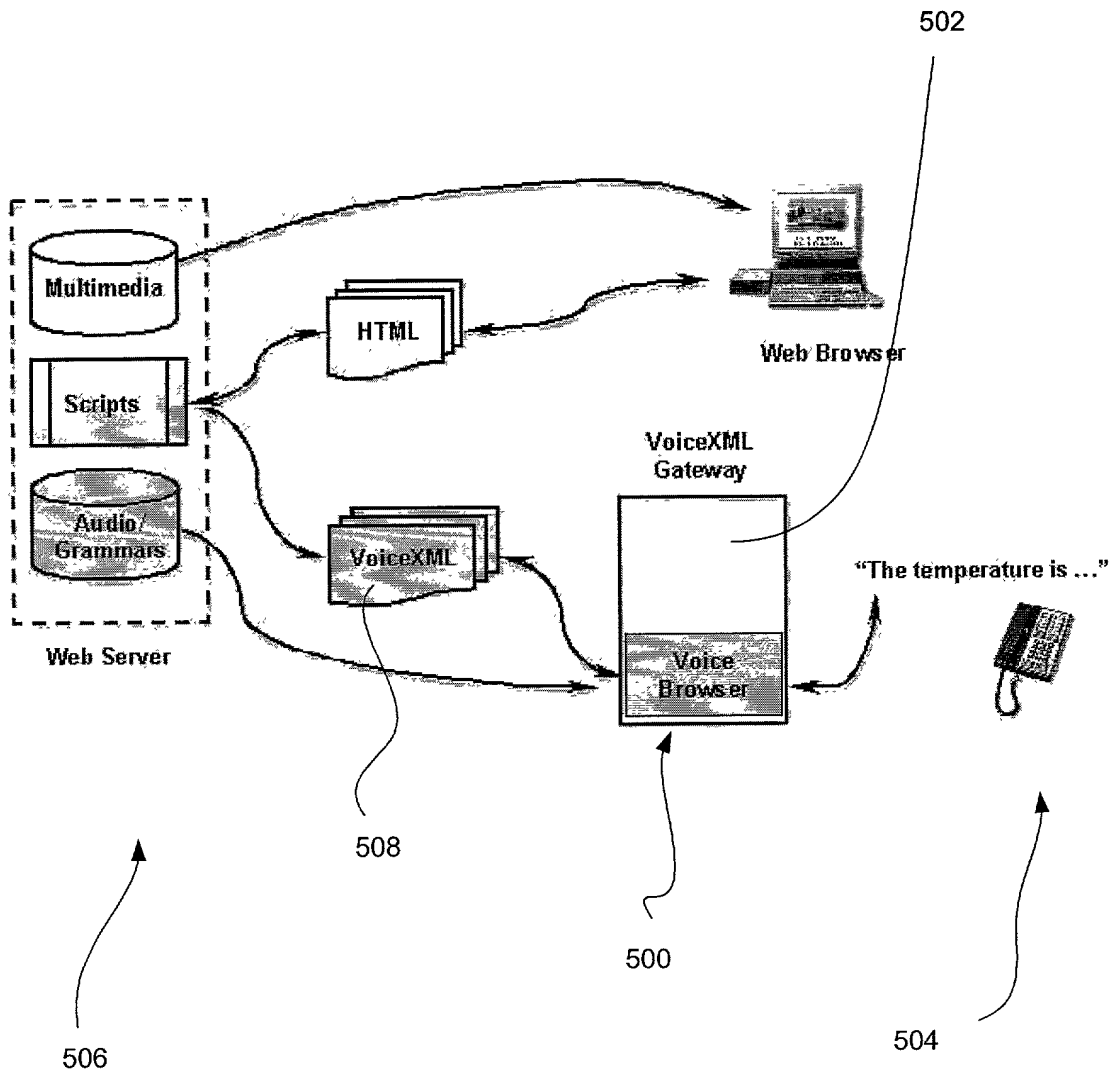 502
Multimedia
HTML
Web Browser
Scripts
VoiceXML
Gateway
Audio/
Grammars
VoiceXML
"The temperature is ..."
Web Server
Voice
Browser
508
500
504
506